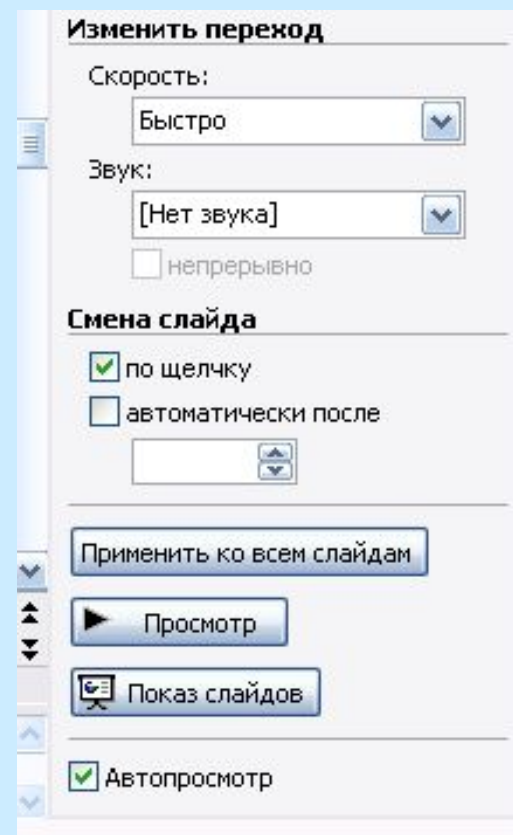 Изменить переход
Скорость:
Быстро
Звук:
[Нет звука]
непрерывно
Смена слайда
по щелчку
автоматически после
Применить ко всем слайдам
Просмотр
Показ слайдов
Автопросмотр